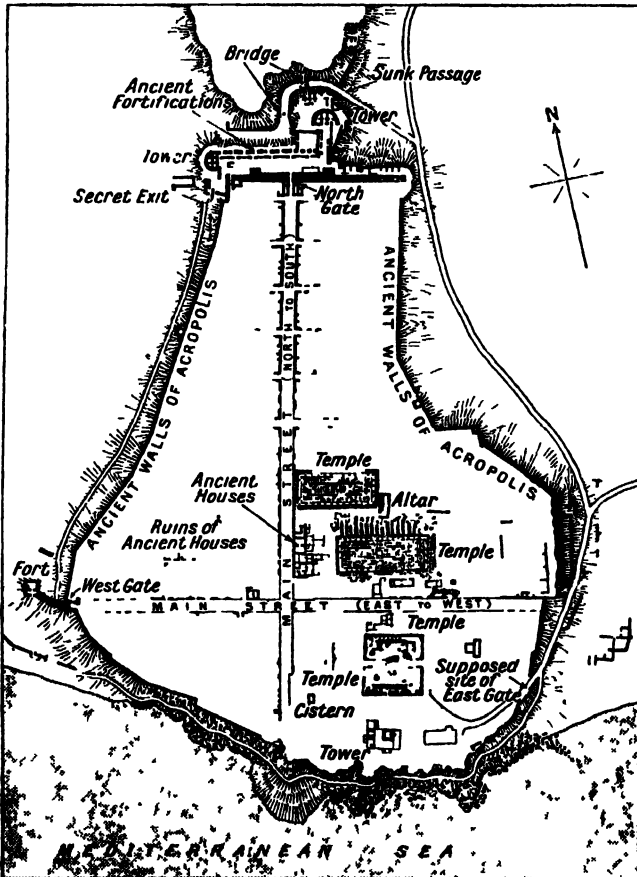 Bridge
Sunk Passage
Ancient
Fortifications
Tower
Tower
N
Secret Exit
North
Gate
ANCIENT WALLS OF ACROPOLIS
ANCIENT WALLS OF ACROPOLIS
MAIN STREET (NORTH TO SOUTH)
Temple
Ancient
Houses
Altar
Ruins of
Ancient Houses
Temple
Fort
West Gate
MAIN STREET (EAST TO WEST)
Temple
Temple
Supposed
site of
East Gate
Cistern
Tower
MEDITERRANEAN SEA